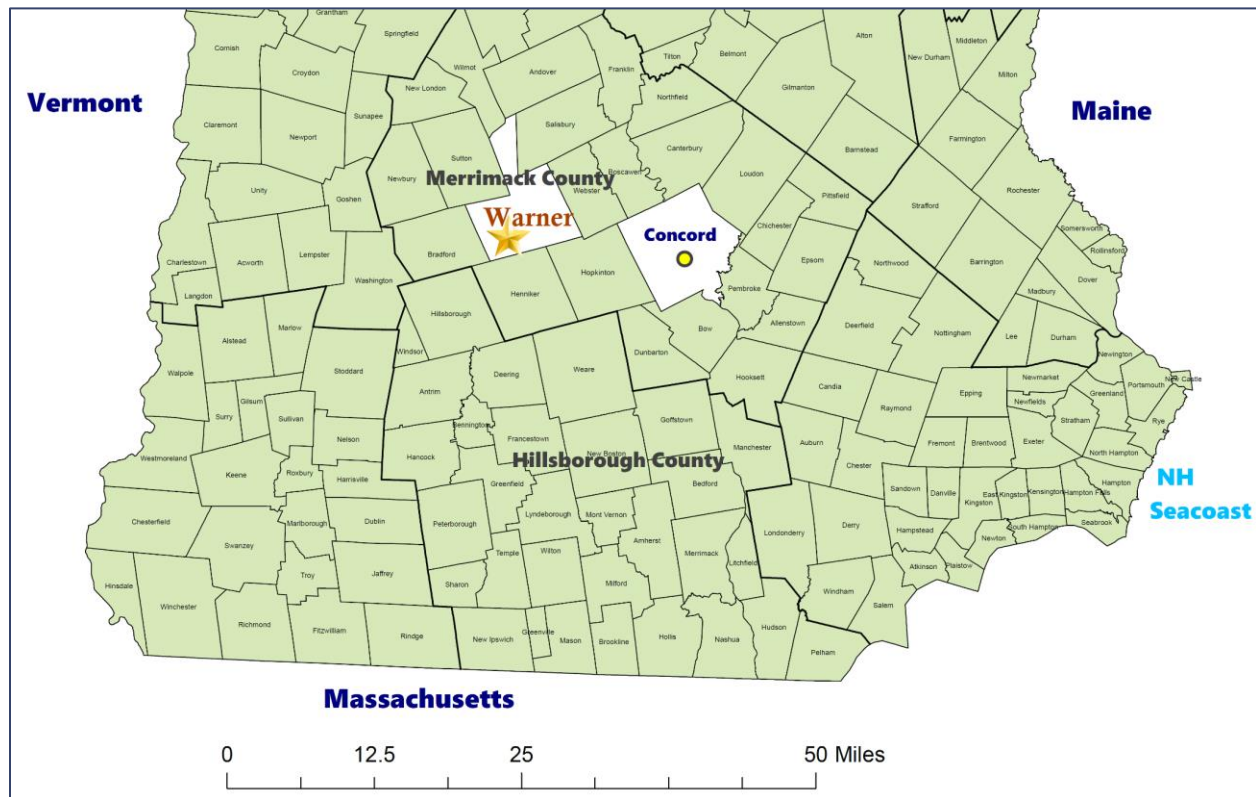 Grantham
Springfield
Cornish
Croydon
Wilmot
Andover
Franklin
Tilton
Belmont
Alton
New Durham
Middleton
Milton
Vermont
New London
Northfield
Gilmanton
Maine
Claremont
Newport
Sunapee
Salisbury
Farmington
Sutton
Canterbury
Barnstead
Newbury
Merrimack County
Boscawen
Webster
Loudon
Rochester
Unity
Goshen
Pittsfield
Strafford
Warner
Chichester
Somersworth
Concord
Rollinsford
Bradford
Charlestown
Acworth
Lempster
Washington
Hopkinton
Epsom
Northwood
Barrington
Dover
Langdon
Henniker
Pembroke
Madbury
Hillsborough
Allenstown
Alstead
Marlow
Bow
Deerfield
Nottingham
Lee
Durham
Windsor
Dunbarton
Newington
Walpole
Stoddard
Deering
Weare
Hooksett
Newmarket
Portsmouth
New Castle
Antrim
Candia
Epping
Greenland
Surry
Gilsum
Sullivan
Raymond
Newfields
Stratham
Rye
Goffstown
Bennington
Nelson
Francestown
Manchester
Auburn
Fremont
Brentwood
Exeter
Westmoreland
Hancock
New Boston
North Hampton
Hillsborough County
Keene
Roxbury
Harrisville
Chester
Greenfield
Bedford
Sandown
Danville
East Kingston
Kingston
Kensington
Hampton Falls
Hampton
NH
Seacoast
Chesterfield
Marlborough
Dublin
Peterborough
Lyndeborough
Mont Vernon
Swanzey
Amherst
Londonderry
Derry
Hampstead
South Hampton
Seabrook
Newton
Temple
Wilton
Merrimack
Litchfield
Atkinson
Plaistow
Hinsdale
Troy
Jaffrey
Sharon
Milford
Windham
Salem
Winchester
Richmond
Fitzwilliam
Rindge
New Ipswich
Greenville
Mason
Brookline
Hollis
Nashua
Hudson
Pelham
Massachusetts
0 12.5 25 50 Miles